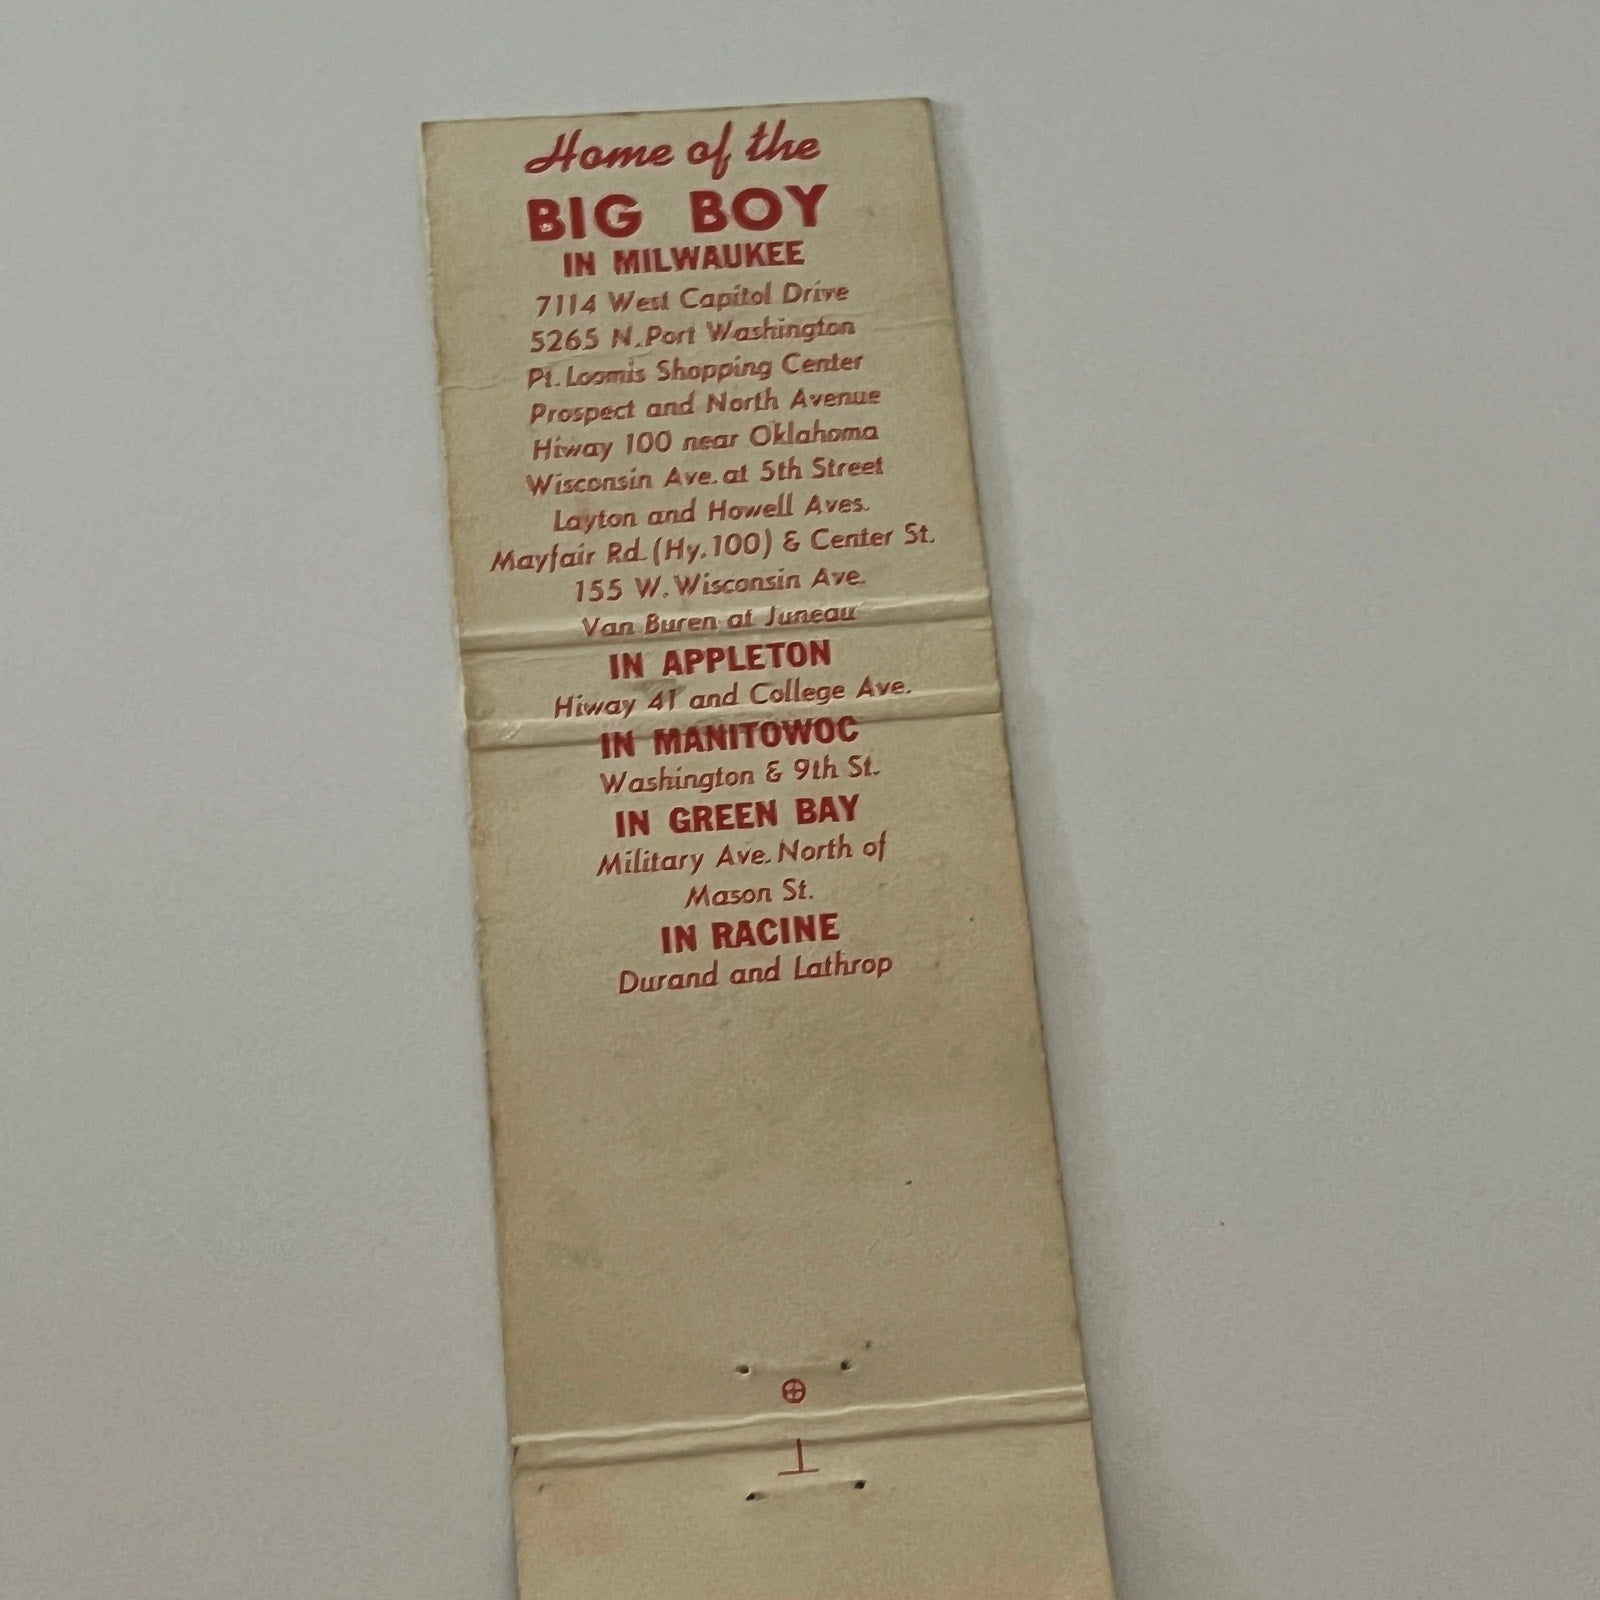 Home of the
BIG BOY
IN MILWAUKEE
7114 West Capitol Drive
5265 N. Port Washington
Pt. Loomis Shopping Center
Prospect and North Avenue
Hiway 100 near Oklahoma
Wisconsin Ave. at 5th Street
Layton and Howell Aves.
Mayfair Rd. (Hy. 100) & Center St.
155 W. Wisconsin Ave.
Van Buren at Juneau
IN APPLETON
Hiway 41 and College Ave.
IN MANITOWOC
Washington & 9th St.
IN GREEN BAY
Military Ave. North of
Mason St.
IN RACINE
Durand and Lathrop